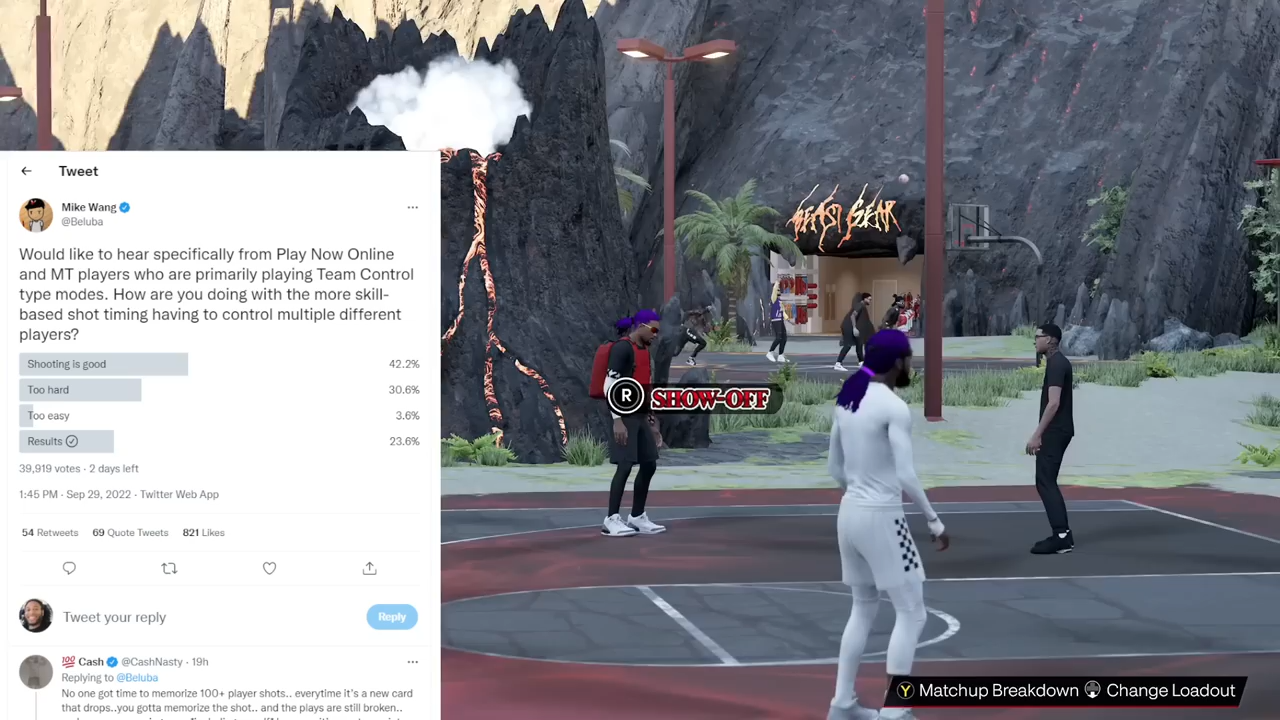 Tweet
Mike Wang
@Beluba
Would like to hear specifically from Play Now Online
and MT players who are primarily playing Team Control
type modes. How are you doing with the more skill-
based shot timing having to control multiple different
players?
Shooting is good 42.2%
Too hard 30.6%
Too easy 3.6%
Results 23.6%
39,919 votes · 2 days left
1:45 PM · Sep 29, 2022 · Twitter Web App
54 Retweets 69 Quote Tweets 821 Likes
Tweet your reply
Reply
💯 Cash @CashNasty · 19h
Replying to @Beluba
No one got time to memorize 100+ player shots.. everytime it's a new card
that drops..you gotta memorize the shot.. and the plays are still broken..
BEAST GEAR
R SHOW-OFF
Y Matchup Breakdown Change Loadout